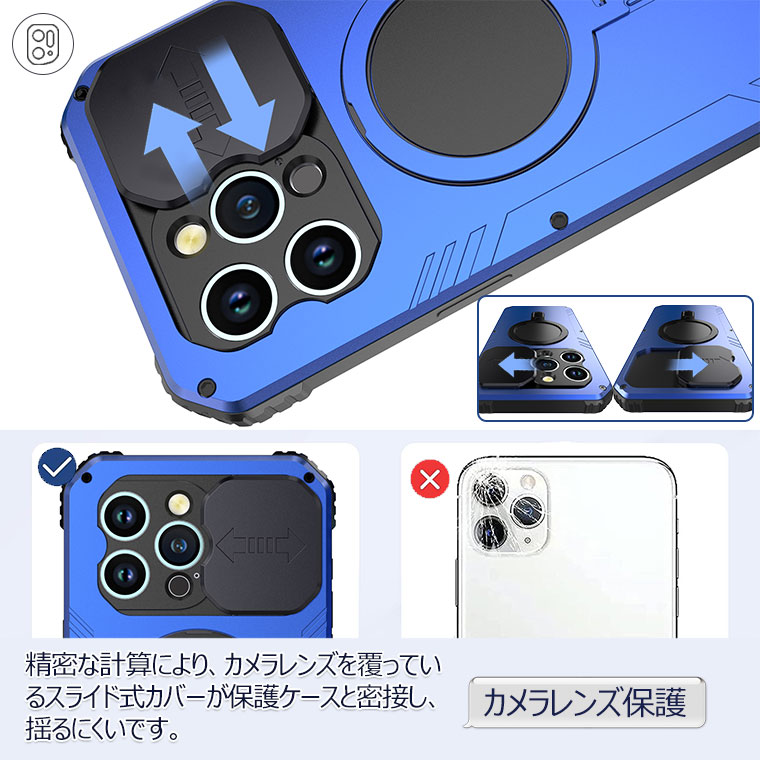 精密な計算により、カメラレンズを覆ってい
るスライド式カバーが保護ケースと密接し、
揺るにくいです。
カメラレンズ保護